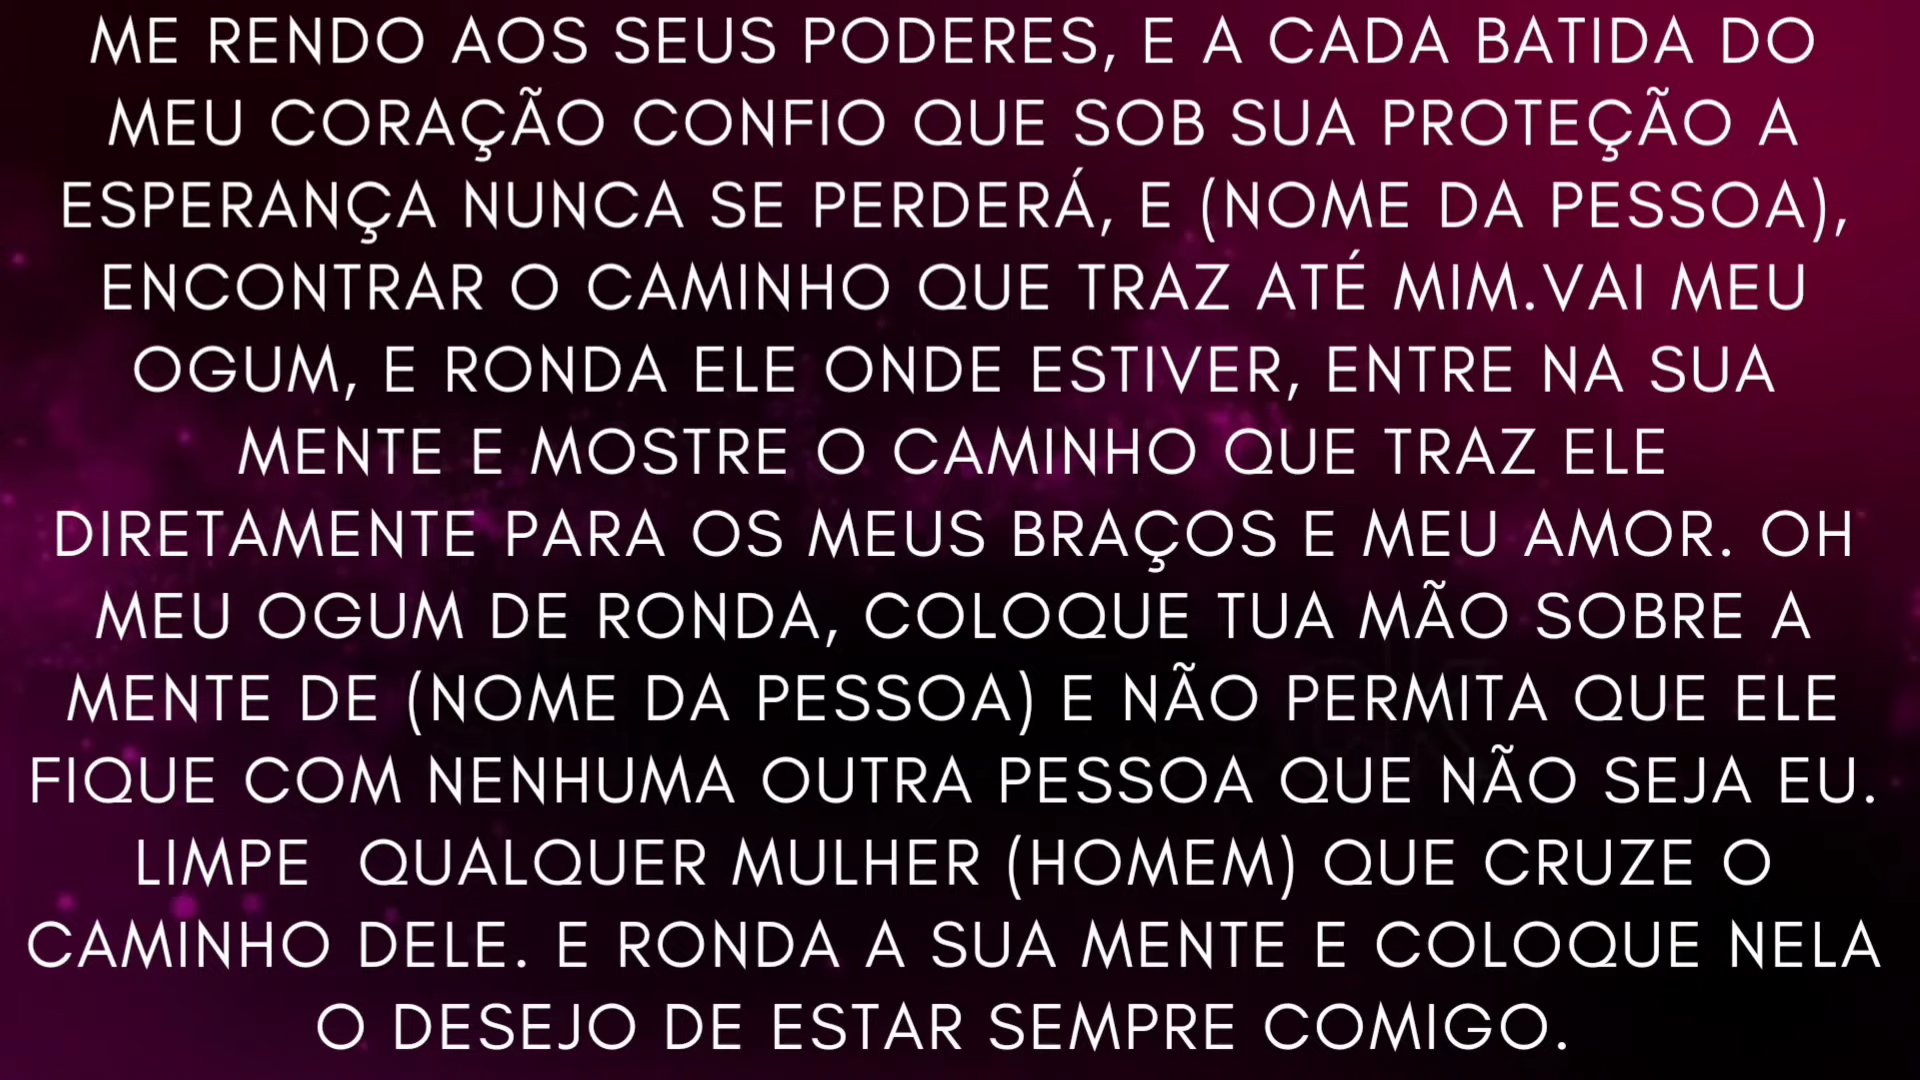 ME RENDO AOS SEUS PODERES, E A CADA BATIDA DO
MEU CORAÇÃO CONFIO QUE SOB SUA PROTEÇÃO A
ESPERANÇA NUNCA SE PERDERÁ, E (NOME DA PESSOA),
ENCONTRAR O CAMINHO QUE TRAZ ATÉ MIM.VAI MEU
OGUM, E RONDA ELE ONDE ESTIVER, ENTRE NA SUA
MENTE E MOSTRE O CAMINHO QUE TRAZ ELE
DIRETAMENTE PARA OS MEUS BRAÇOS E MEU AMOR. OH
MEU OGUM DE RONDA, COLOQUE TUA MÃO SOBRE A
MENTE DE (NOME DA PESSOA) E NÃO PERMITA QUE ELE
FIQUE COM NENHUMA OUTRA PESSOA QUE NÃO SEJA EU.
LIMPE  QUALQUER MULHER (HOMEM) QUE CRUZE O
CAMINHO DELE. E RONDA A SUA MENTE E COLOQUE NELA
O DESEJO DE ESTAR SEMPRE COMIGO.